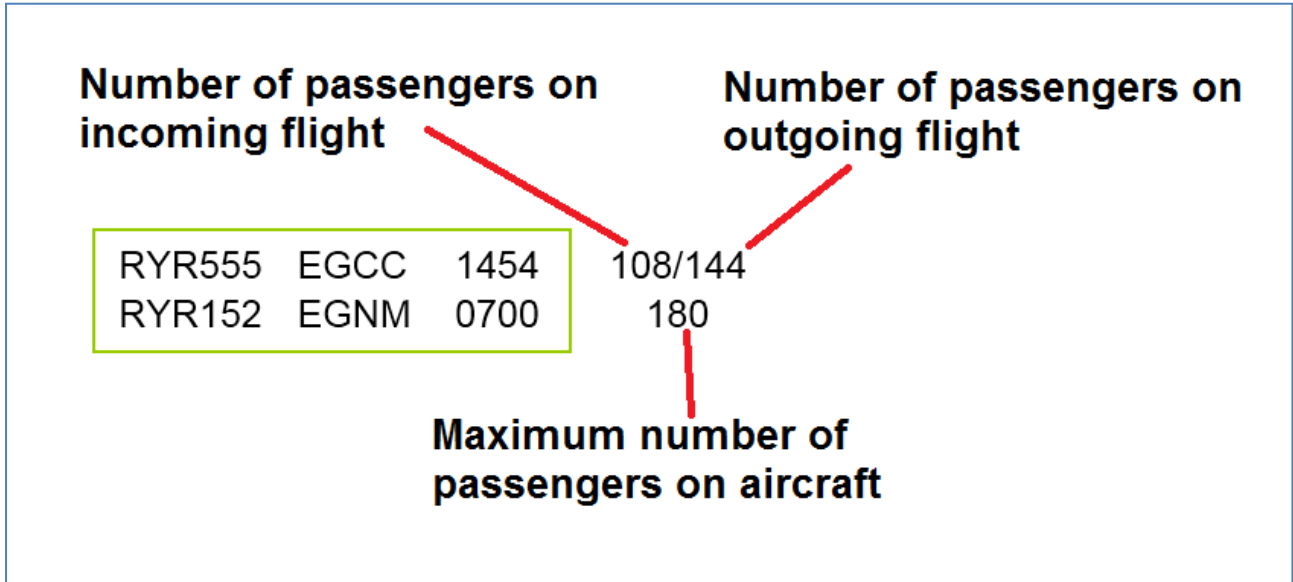 Number of passengers on
incoming flight
Number of passengers on
outgoing flight
RYR555 EGCC 1454 108/144
RYR152 EGNM 0700 180
Maximum number of
passengers on aircraft